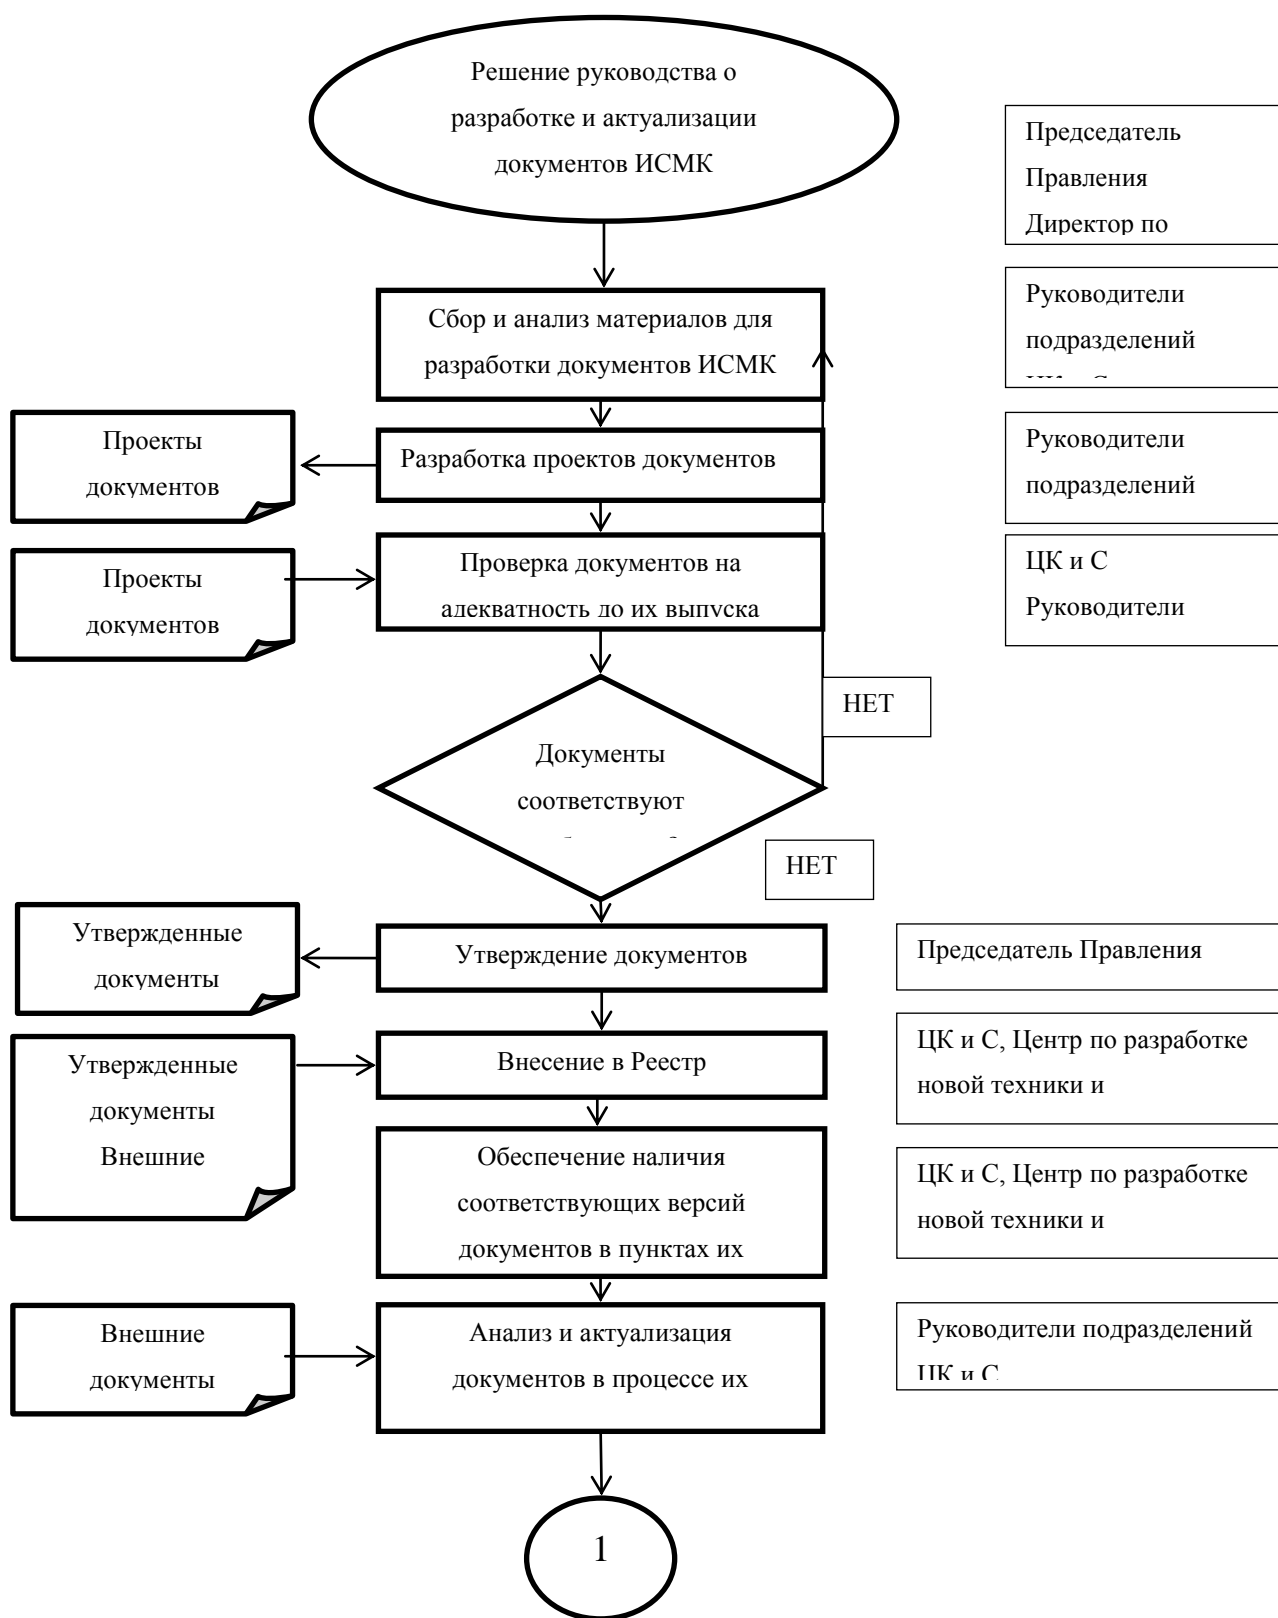 Решение руководства о
разработке и актуализации
документов ИСМК
Председатель
Правления
Директор по
Сбор и анализ материалов для
разработки документов ИСМК
Руководители
подразделений
Проекты
документов
Разработка проектов документов
Руководители
подразделений
Проекты
документов
Проверка документов на
адекватность до их выпуска
ЦК и С
Руководители
НЕТ
Документы
соответствуют
НЕТ
Утвержденные
документы
Утверждение документов
Председатель Правления
Утвержденные
документы
Внешние
Внесение в Реестр
ЦК и С, Центр по разработке
новой техники и
Обеспечение наличия
соответствующих версий
документов в пунктах их
ЦК и С, Центр по разработке
новой техники и
Внешние
документы
Анализ и актуализация
документов в процессе их
Руководители подразделений
ЦК и С
1